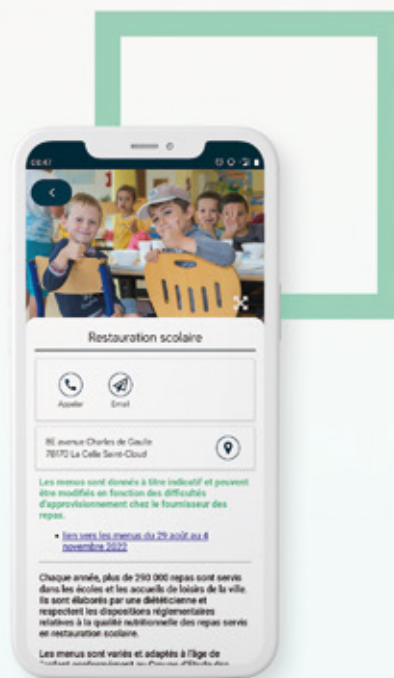 08:47
Restauration scolaire
Appeler
Email
8E avenue Charles de Gaulle
78170 La Celle Saint-Cloud
Les menus sont donnés à titre indicatif et peuvent
être modifiés en fonction des difficultés
d'approvisionnement chez le fournisseur des
repas.
lien vers les menus du 29 août au 4
novembre 2022
Chaque année, plus de 290 000 repas sont servis
dans les écoles et les accueils de loisirs de la ville.
Ils sont élaborés par une diététicienne et
respectent les dispositions réglementaires
relatives à la qualité nutritionnelle des repas servis
en restauration scolaire.
Les menus sont variés et adaptés à l'âge de